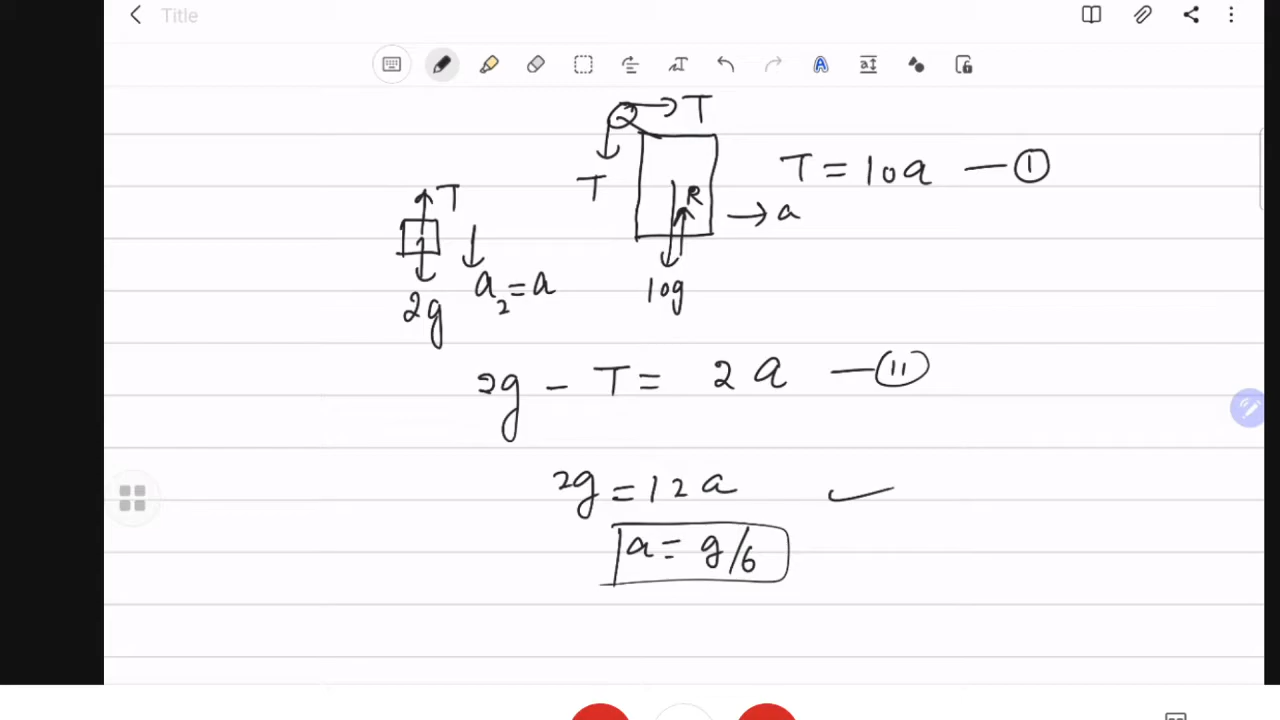 Title
T
T = 10a — ①
T
T
R
a
a₂ = a
2g
10g
2g - T = 2a — ⑪
2g = 12a ✓
a = g/6